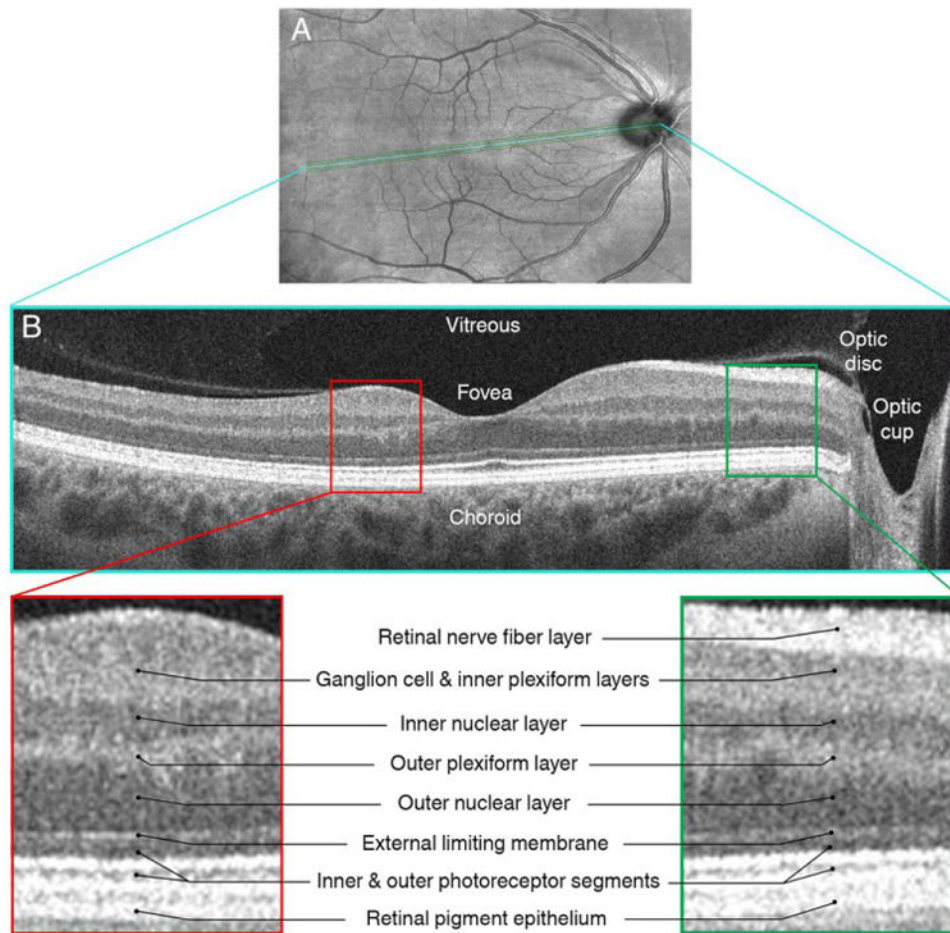 A
B
Vitreous
Optic
disc
Fovea
Optic
cup
Choroid
Retinal nerve fiber layer
Ganglion cell & inner plexiform layers
Inner nuclear layer
Outer plexiform layer
Outer nuclear layer
External limiting membrane
Inner & outer photoreceptor segments
Retinal pigment epithelium